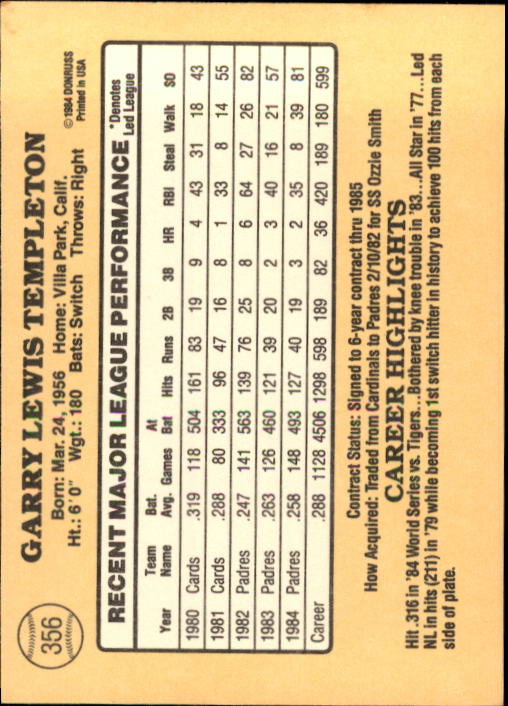 356
GARRY LEWIS TEMPLETON
© 1984 DONRUSS
Printed in USA
Born: Mar. 24, 1956 Home: Villa Park, Calif.
Ht.: 6'0" Wgt.: 180 Bats: Switch Throws: Right
RECENT MAJOR LEAGUE PERFORMANCE *Denotes Led League
Year Team Name Bat. Avg. Games At Bat Hits Runs 2B 3B HR RBI Steal Walk SO
1980 Cards .319 118 504 161 83 19 9 4 43 31 18 43
1981 Cards .288 80 333 96 47 16 8 1 33 8 14 55
1982 Padres .247 141 563 139 76 25 8 6 64 27 26 82
1983 Padres .263 126 460 121 39 20 2 3 40 16 21 57
1984 Padres .258 148 493 127 40 19 3 2 35 8 39 81
Career .288 1128 4506 1298 598 189 82 36 420 189 180 599
Contract Status: Signed to 6-year contract thru 1985
How Acquired: Traded from Cardinals to Padres 2/10/82 for SS Ozzie Smith
CAREER HIGHLIGHTS
Hit .316 in '84 World Series vs. Tigers...Bothered by knee trouble in '83...All Star in '77...Led
NL in hits (211) in '79 while becoming 1st switch hitter in history to achieve 100 hits from each
side of plate.